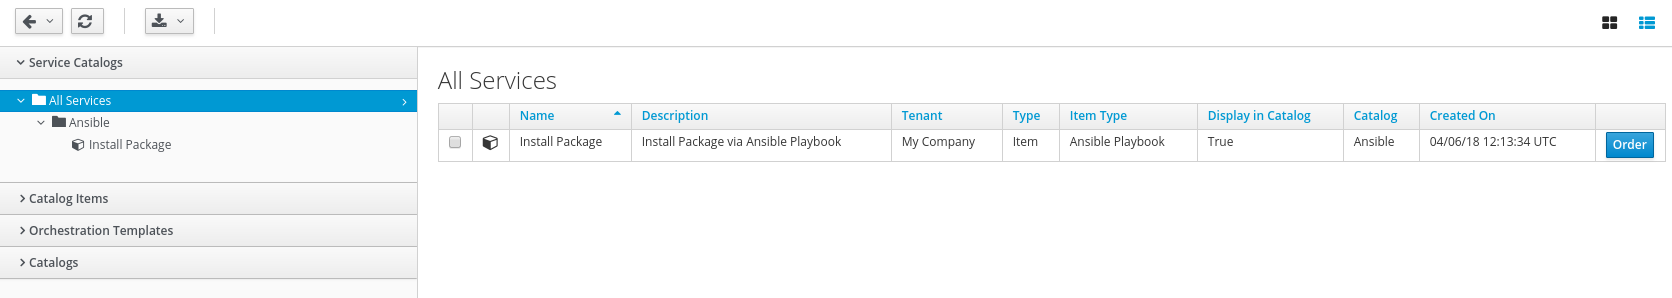 Service Catalogs
All Services
Ansible
Install Package
Catalog Items
Orchestration Templates
Catalogs
All Services
Name Description Tenant Type Item Type Display in Catalog Catalog Created On
Install Package Install Package via Ansible Playbook My Company Item Ansible Playbook True Ansible 04/06/18 12:13:34 UTC Order